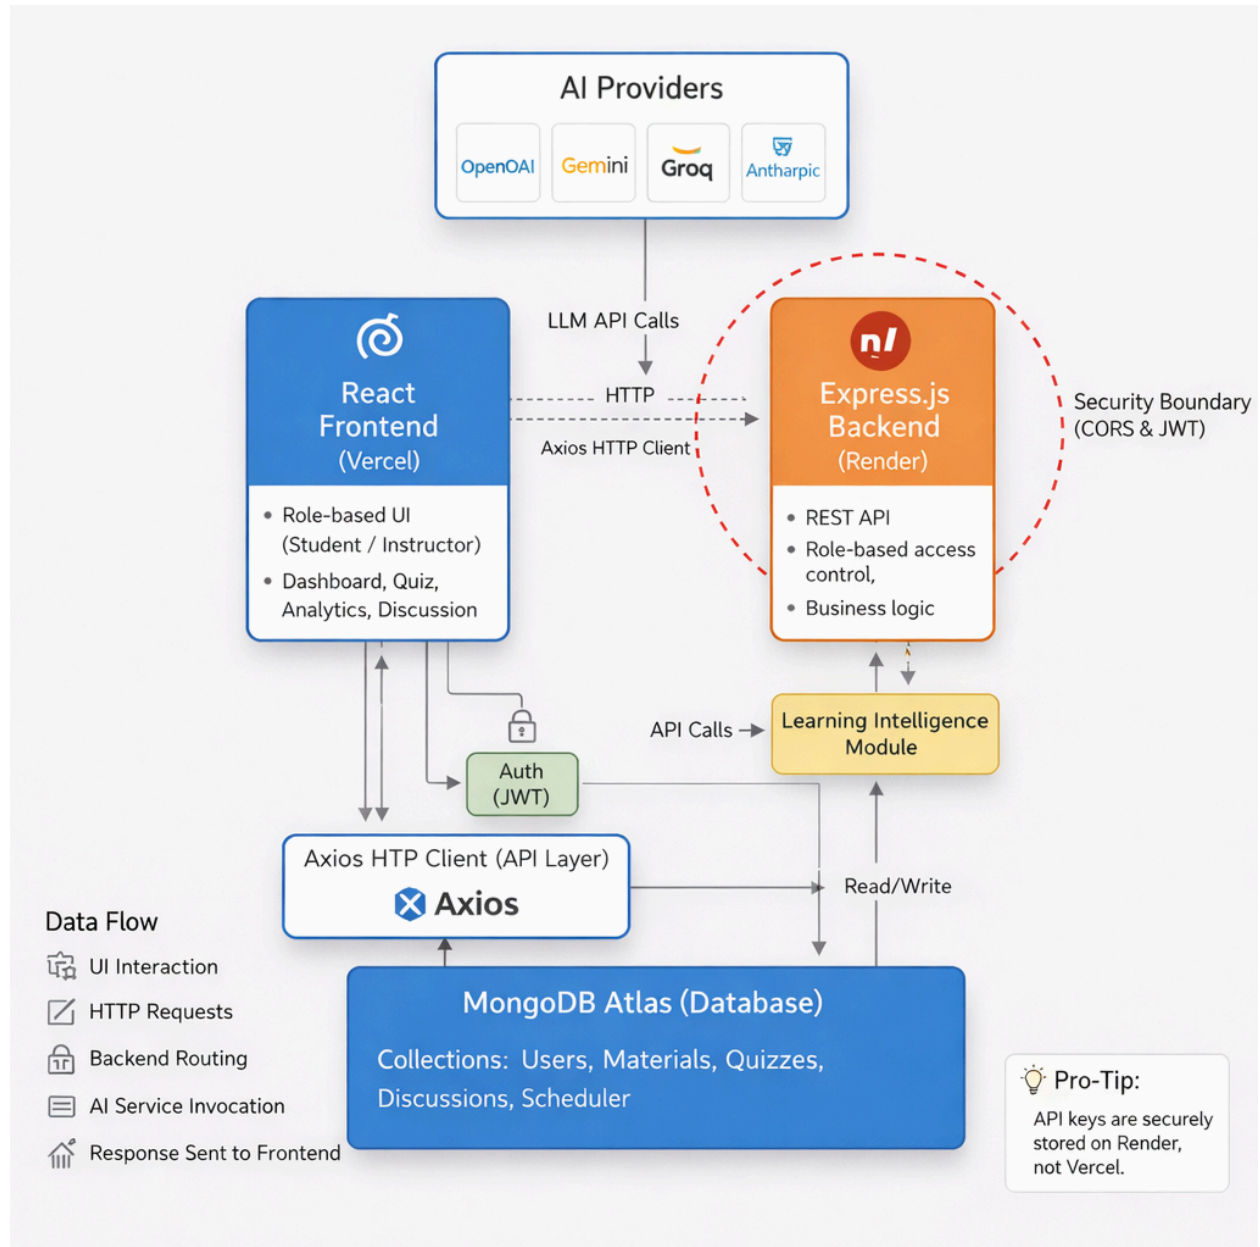 AI Providers
OpenOAI
Gemini
Groq
Antharpic
LLM API Calls
HTTP
Axios HTTP Client
React
Frontend
(Vercel)
Role-based UI
(Student / Instructor)
Dashboard, Quiz,
Analytics, Discussion
n/
Express.js
Backend
(Render)
REST API
Role-based access
control,
Business logic
Security Boundary
(CORS & JWT)
API Calls
Learning Intelligence
Module
Auth
(JWT)
Axios HTP Client (API Layer)
Axios
Read/Write
Data Flow
UI Interaction
HTTP Requests
Backend Routing
AI Service Invocation
Response Sent to Frontend
MongoDB Atlas (Database)
Collections: Users, Materials, Quizzes,
Discussions, Scheduler
Pro-Tip:
API keys are securely
stored on Render,
not Vercel.